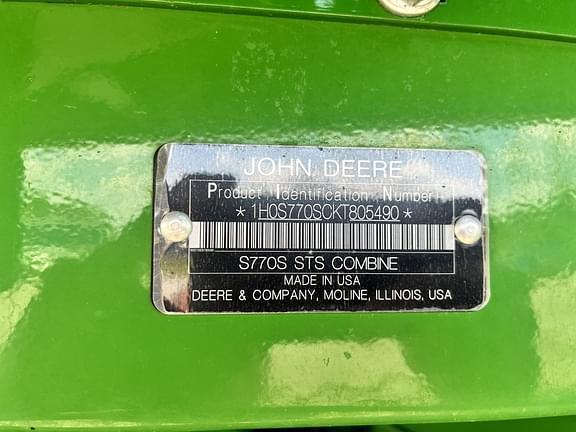 JOHN DEERE
Product Identification Number
* 1H0S770SCKT805490 *
S770S STS COMBINE
MADE IN USA
DEERE & COMPANY, MOLINE, ILLINOIS, USA